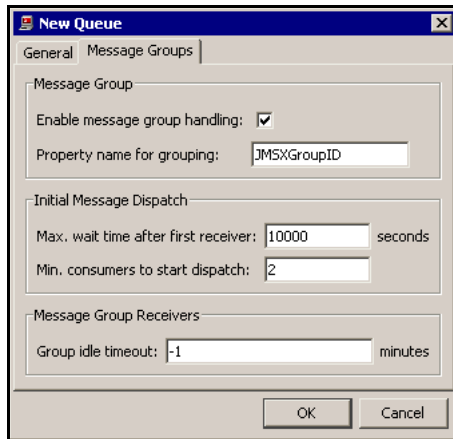 New Queue
General Message Groups
Message Group
Enable message group handling:
Property name for grouping: JMSXGroupID
Initial Message Dispatch
Max. wait time after first receiver: 10000 seconds
Min. consumers to start dispatch: 2
Message Group Receivers
Group idle timeout: -1 minutes
OK Cancel